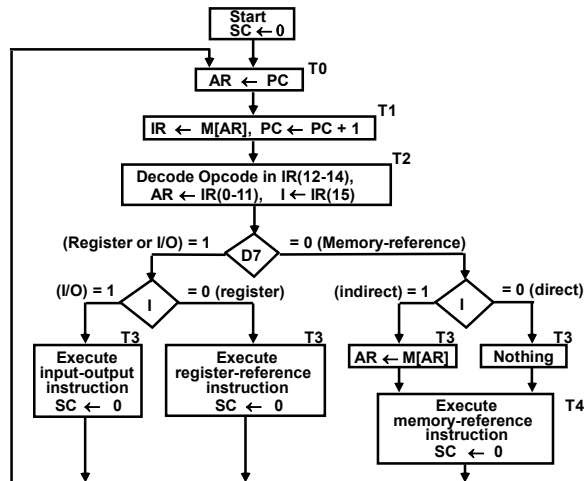 Start
SC ← 0
T0
AR ← PC
T1
IR ← M[AR], PC ← PC + 1
T2
Decode Opcode in IR(12-14),
AR ← IR(0-11), I ← IR(15)
(Register or I/O) = 1
D7
= 0 (Memory-reference)
(I/O) = 1
I
= 0 (register)
(indirect) = 1
I
= 0 (direct)
T3
Execute
input-output
instruction
SC ← 0
T3
Execute
register-reference
instruction
SC ← 0
T3
AR ← M[AR]
T3
Nothing
Execute
memory-reference
instruction
SC ← 0
T4